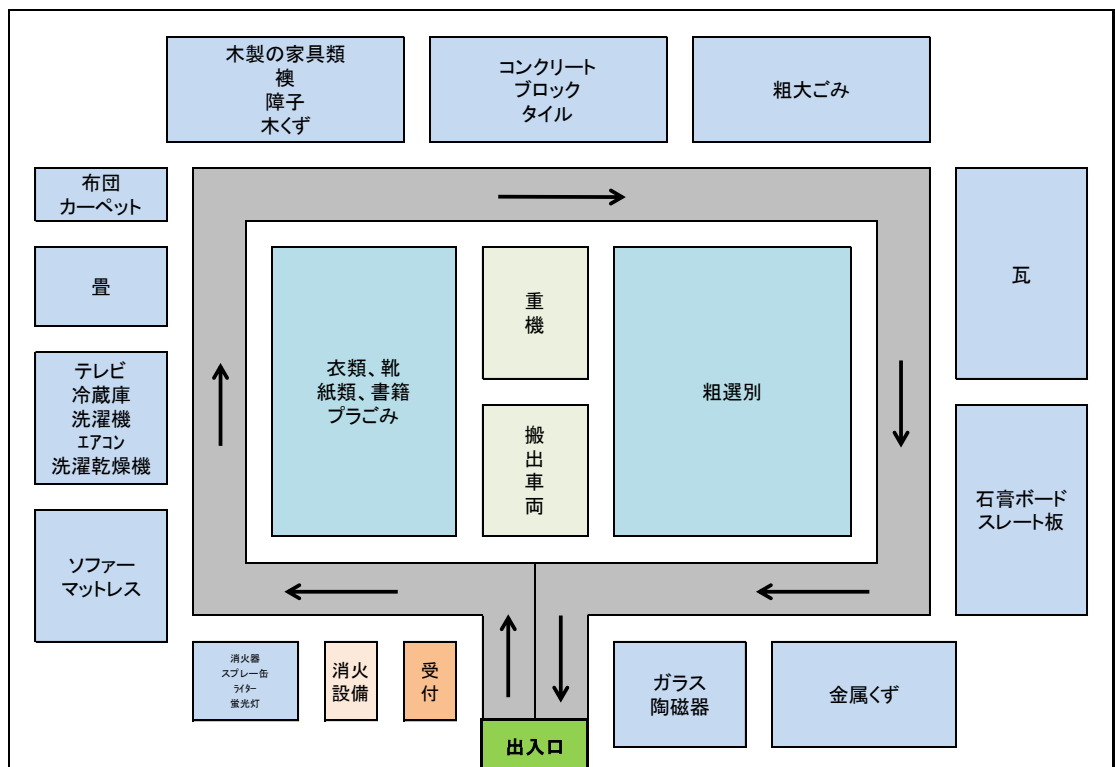 木製の家具類
襖
障子
木くず
コンクリート
ブロック
タイル
粗大ごみ
布団
カーペット
畳
テレビ
冷蔵庫
洗濯機
エアコン
洗濯乾燥機
ソファー
マットレス
衣類、靴
紙類、書籍
プラごみ
重機
搬出車両
粗選別
瓦
石膏ボード
スレート板
消火器
スプレー缶
ライター
蛍光灯
消火
設備
受付
出入口
ガラス
陶磁器
金属くず